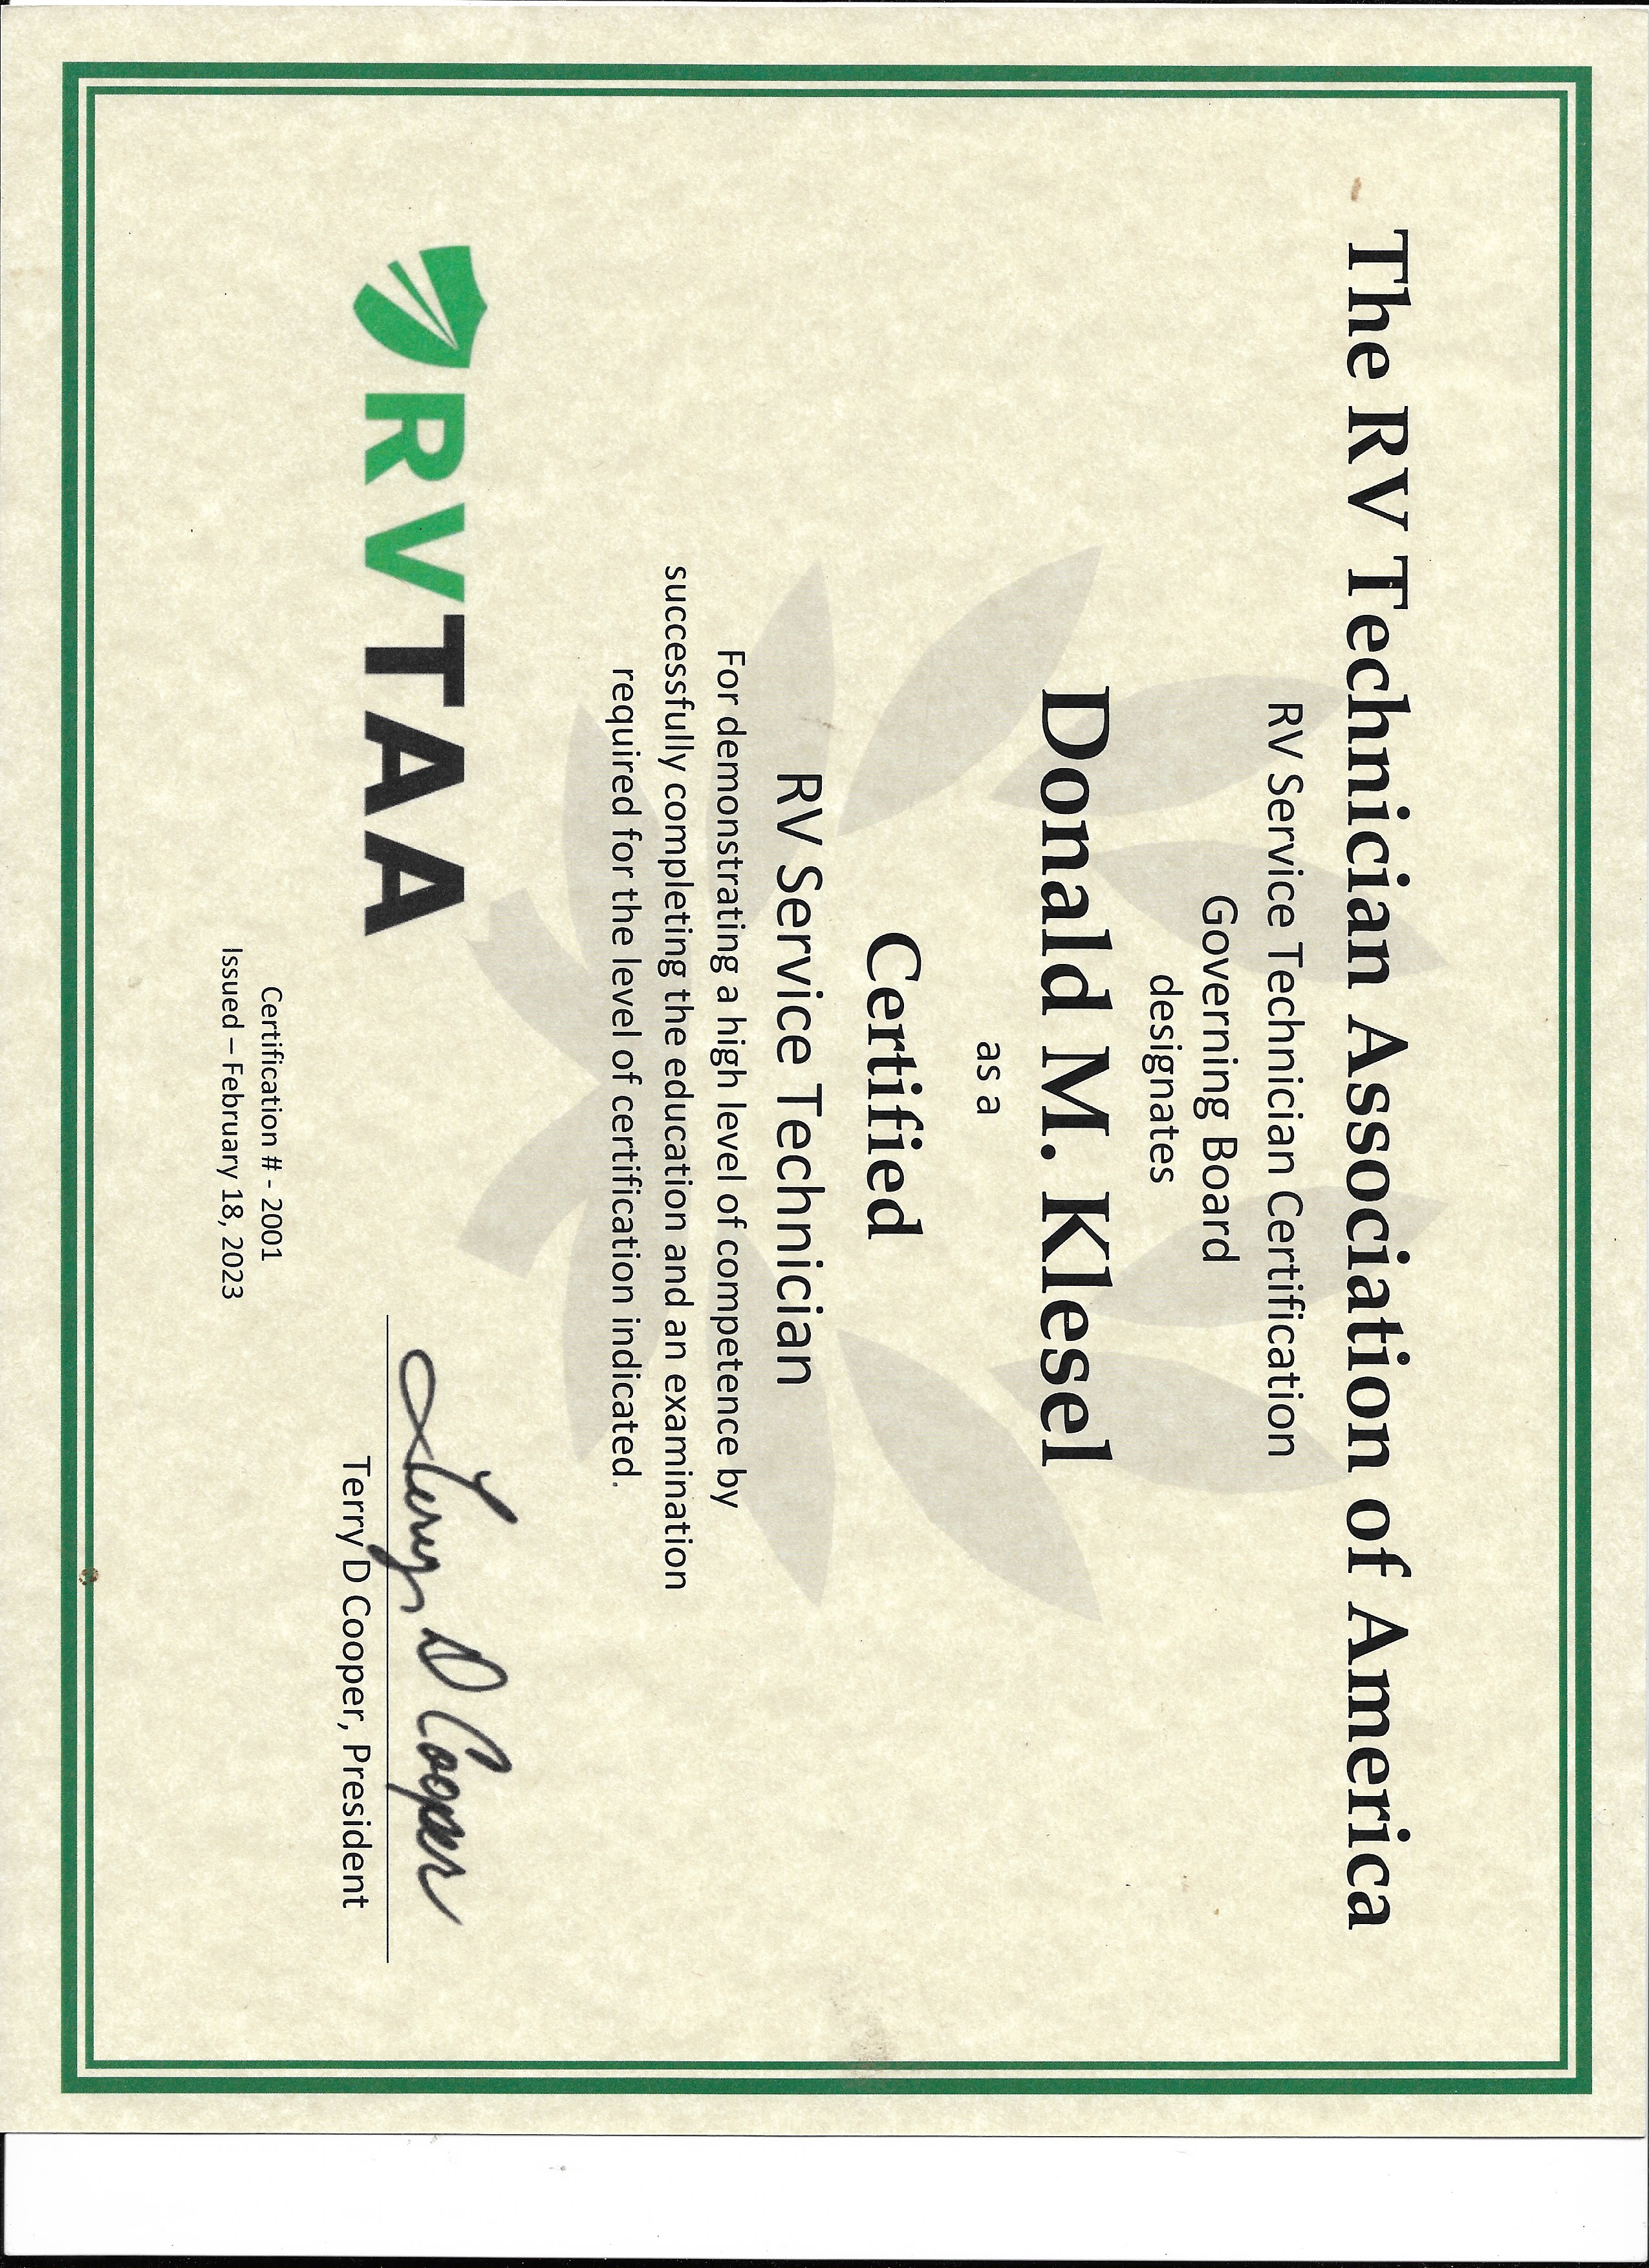 The RV Technician Association of America
RV Service Technician Certification
Governing Board
designates
Donald M. Klesel
as a
Certified
RV Service Technician
For demonstrating a high level of competence by
successfully completing the education and an examination
required for the level of certification indicated.
RVTAA
Terry D Cooper
Terry D Cooper, President
Certification # - 2001
Issued – February 18, 2023